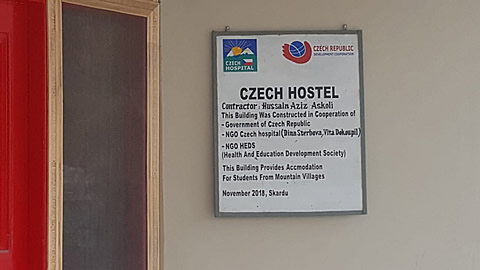 CZECH
HOSPITAL
CZECH REPUBLIC
DEVELOPMENT COOPERATION
CZECH HOSTEL
Contractor: Hussain Aziz Askoli
This Building Was Constructed in Cooperation of
- Government of Czech Republic
- NGO Czech hospital (Dina Sterbova, Vita Dokoupil)
- NGO HEDS
(Health And Education Development Society)
This Building Provides Accmodation
For Students From Mountain Villages
November 2018, Skardu